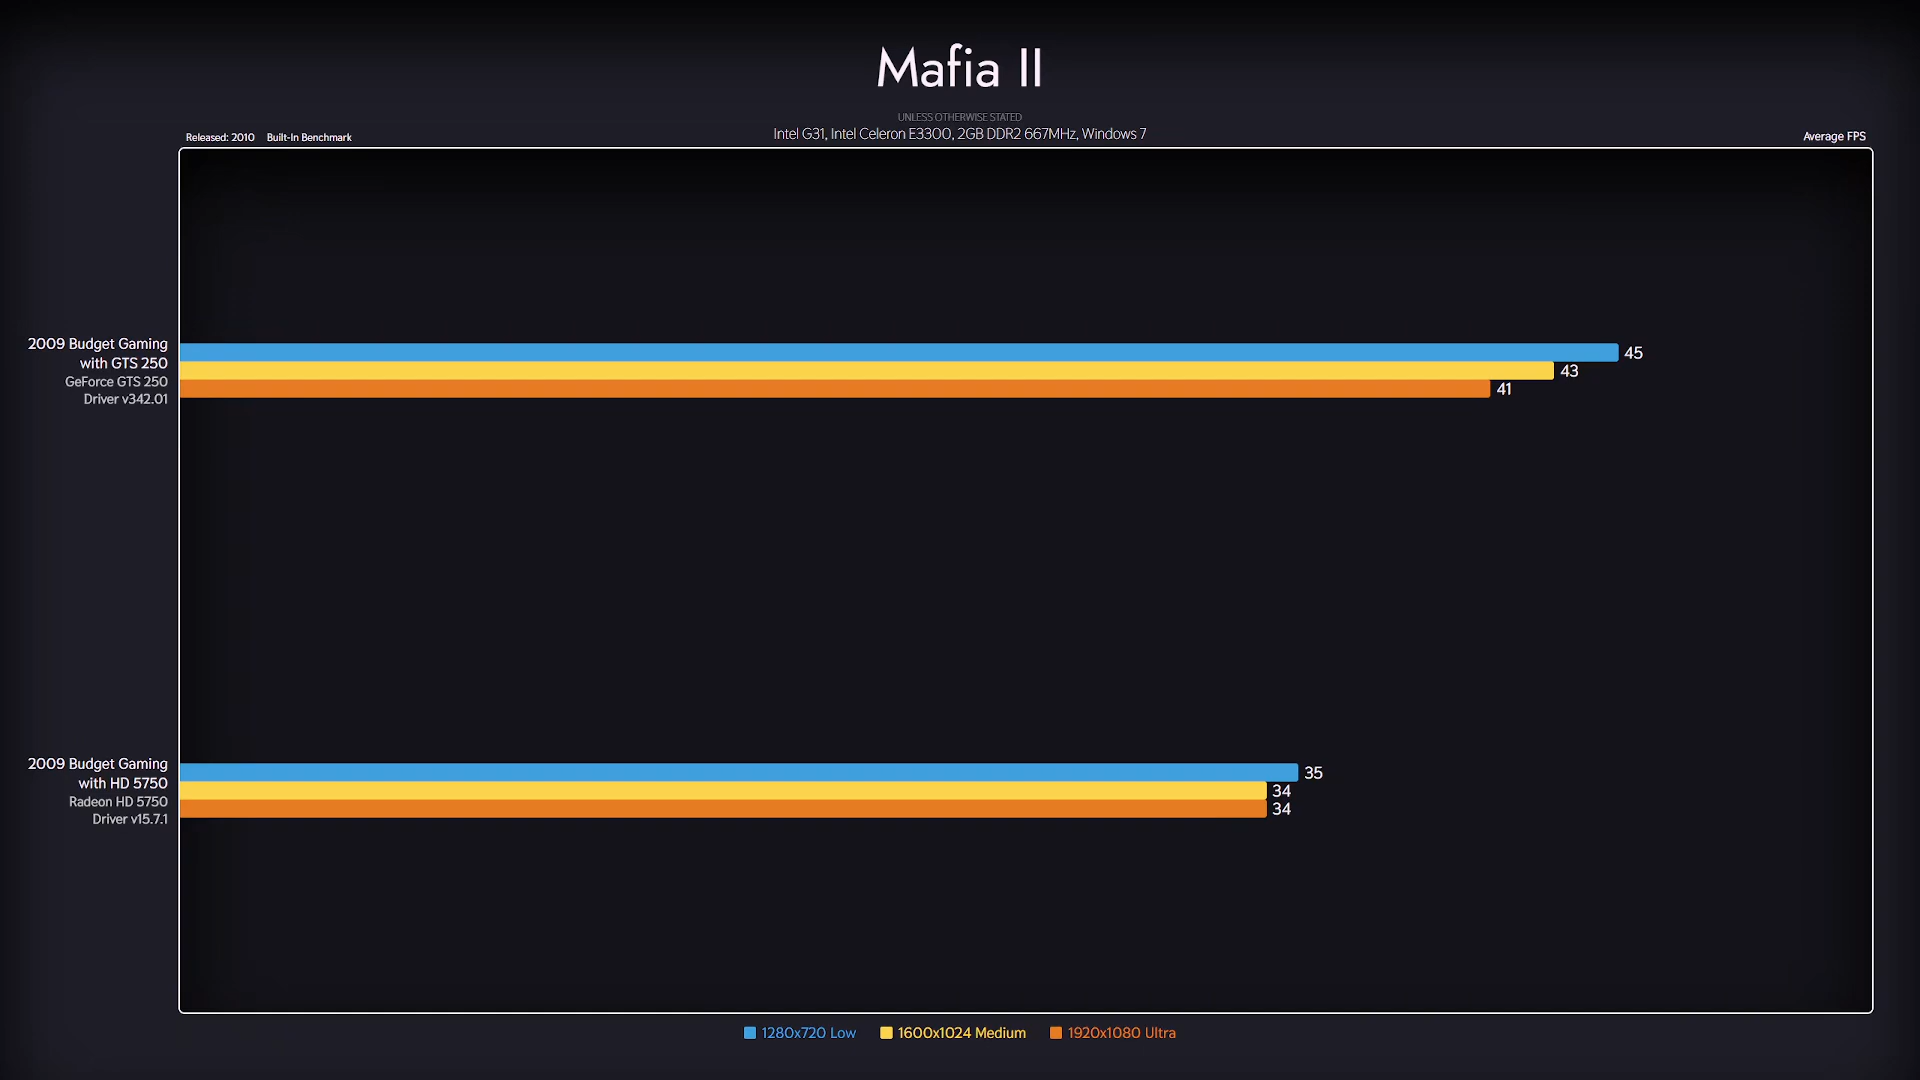 Mafia II
UNLESS OTHERWISE STATED
Released: 2010 Built-In Benchmark
Intel G31, Intel Celeron E3300, 2GB DDR2 667MHz, Windows 7
Average FPS
2009 Budget Gaming
with GTS 250
GeForce GTS 250
Driver v342.01
45
43
41
2009 Budget Gaming
with HD 5750
Radeon HD 5750
Driver v15.7.1
35
34
34
1280x720 Low
1600x1024 Medium
1920x1080 Ultra